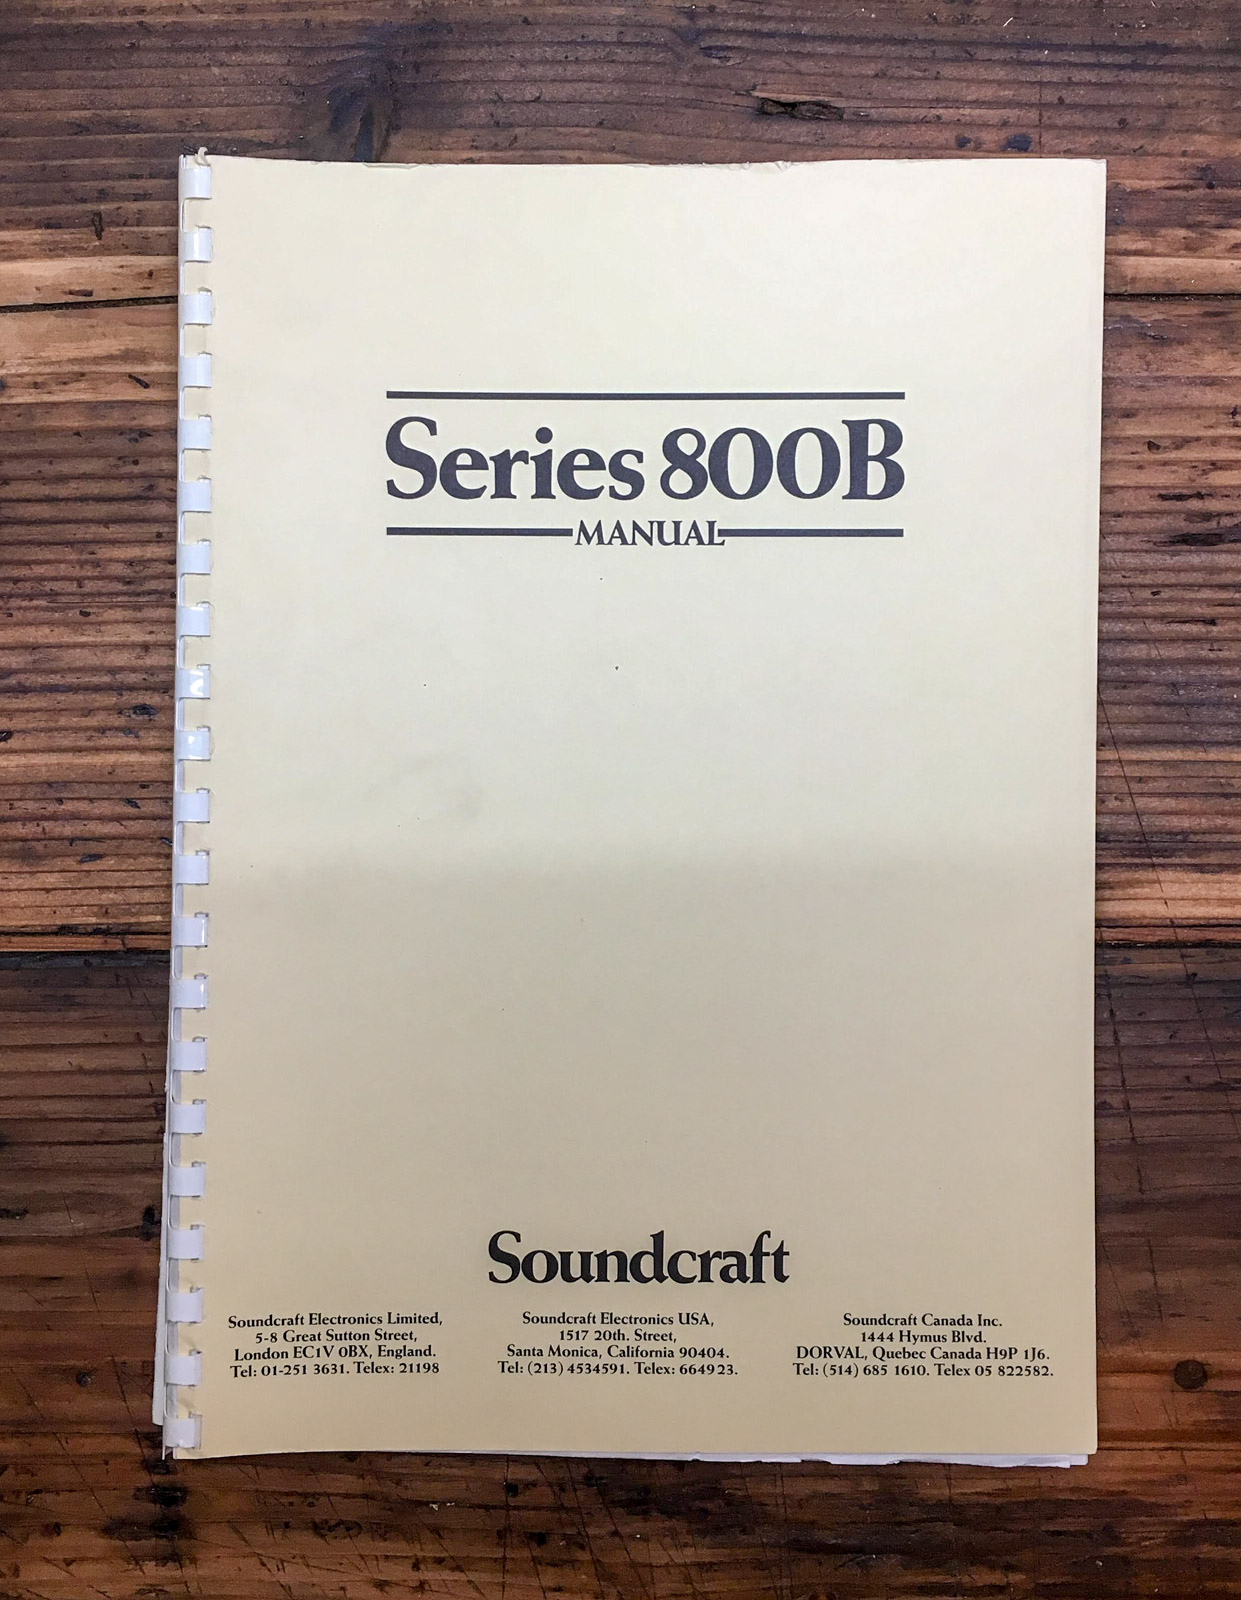 Series 800B
MANUAL
Soundcraft
Soundcraft Electronics Limited,
5-8 Great Sutton Street,
London EC1V 0BX, England.
Tel: 01-251 3631. Telex: 21198
Soundcraft Electronics USA,
1517 20th. Street,
Santa Monica, California 90404.
Tel: (213) 4534591. Telex: 664923.
Soundcraft Canada Inc.
1444 Hymus Blvd.
DORVAL, Quebec Canada H9P 1J6.
Tel: (514) 685 1610. Telex 05 822582.